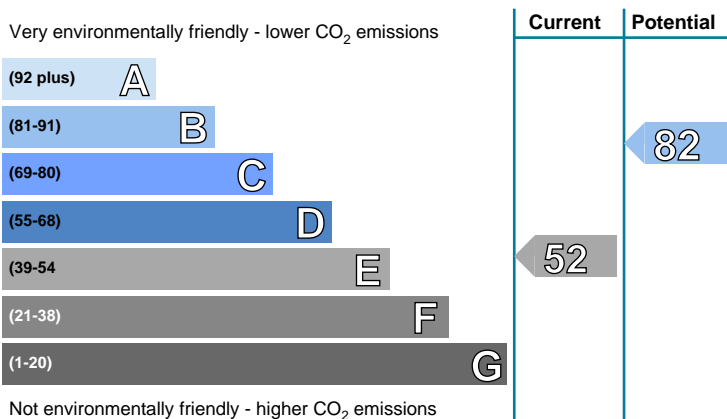 Current Potential
Very environmentally friendly - lower CO2 emissions
(92 plus) A
(81-91) B
82
(69-80) C
(55-68) D
(39-54 E
52
(21-38) F
(1-20) G
Not environmentally friendly - higher CO2 emissions